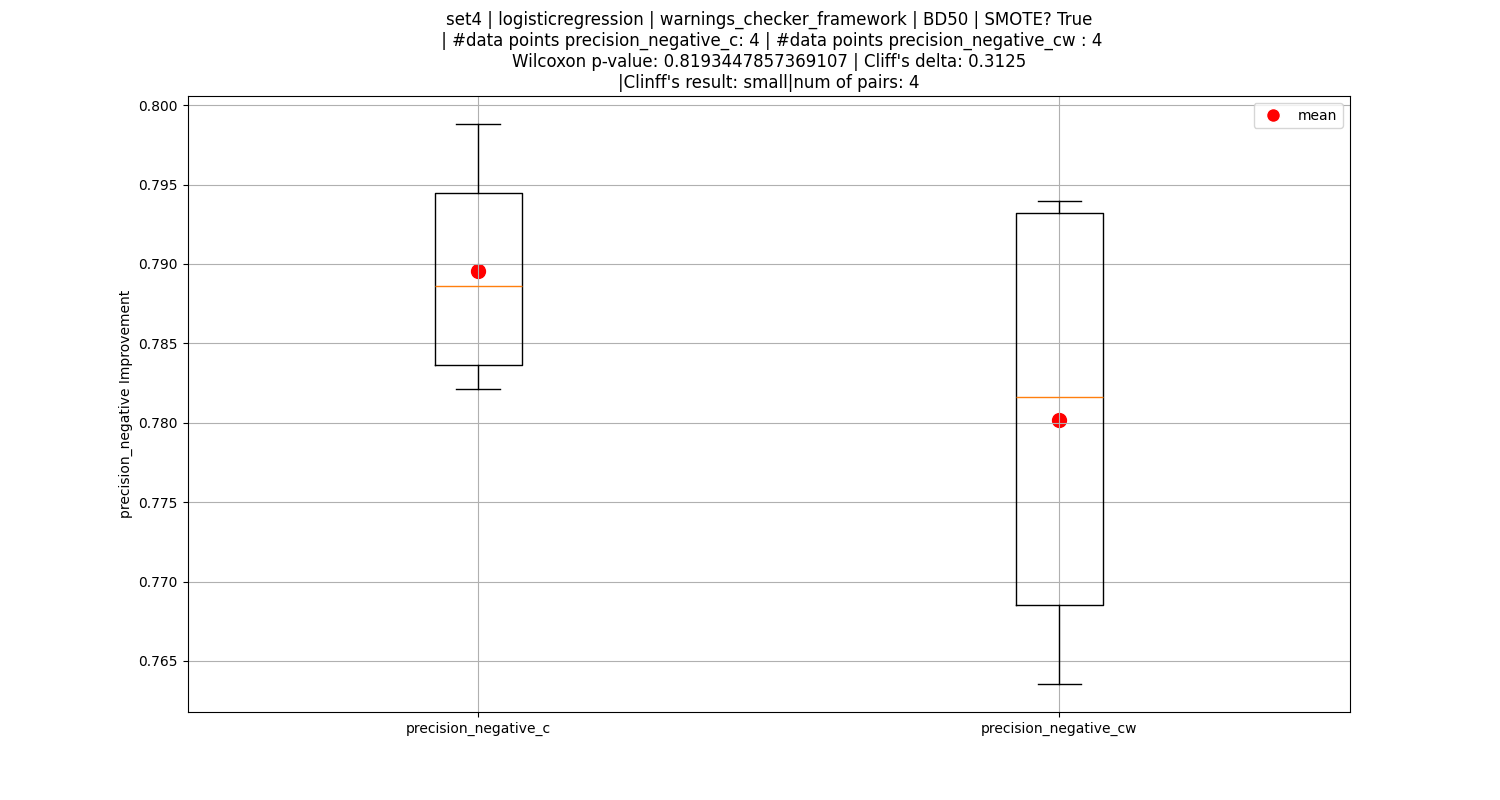 set4 | logisticregression | warnings_checker_framework | BD50 | SMOTE? True
| #data points precision_negative_c: 4 | #data points precision_negative_cw : 4
Wilcoxon p-value: 0.8193447857369107 | Cliff's delta: 0.3125
|Clinff's result: small|num of pairs: 4
mean
0.800
0.795
0.790
0.785
0.780
0.775
0.770
0.765
precision_negative Improvement
precision_negative_c
precision_negative_cw